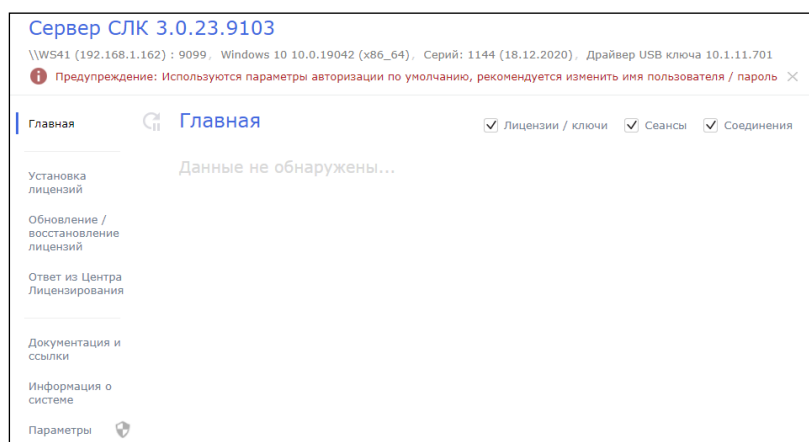 Сервер СЛК 3.0.23.9103
\\WS41 (192.168.1.162) : 9099, Windows 10 10.0.19042 (x86_64), Серий: 1144 (18.12.2020), Драйвер USB ключа 10.1.11.701
Предупреждение: Используются параметры авторизации по умолчанию, рекомендуется изменить имя пользователя / пароль
Главная
Главная
Лицензии / ключи
Сеансы
Соединения
Данные не обнаружены...
Установка
лицензий
Обновление /
восстановление
лицензий
Ответ из Центра
Лицензирования
Документация и
ссылки
Информация о
системе
Параметры